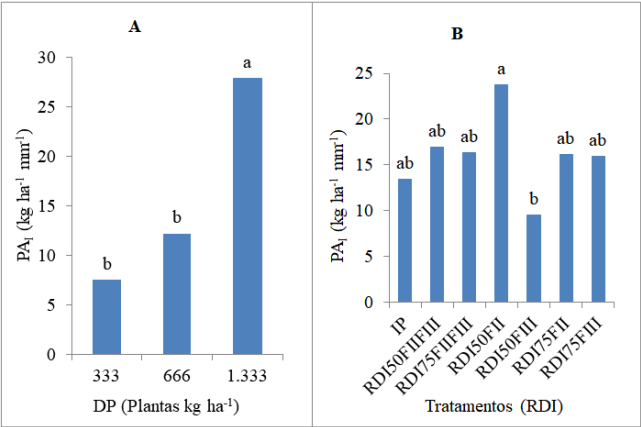 A
30
25
20
15
10
5
0
PA₁ (kg ha⁻¹ mm⁻¹)
b
b
a
333 666 1.333
DP (Plantas kg ha⁻¹)
B
25
20
15
10
5
0
PA₁ (kg ha⁻¹ mm⁻¹)
ab
ab
ab
a
b
ab
ab
IP
RDI50FIIFIII
RDI75FIIFIII
RDI50FII
RDI50FIII
RDI75FII
RDI75FIII
Tratamentos (RDI)